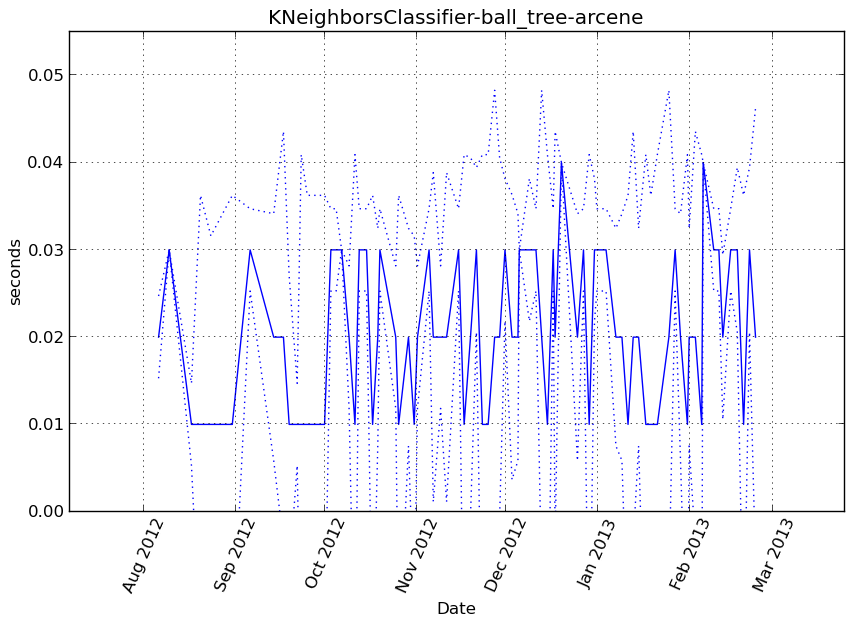 KNeighborsClassifier-ball_tree-arcene
0.05
0.04
0.03
0.02
0.01
0.00
seconds
Aug 2012
Sep 2012
Oct 2012
Nov 2012
Dec 2012
Jan 2013
Feb 2013
Mar 2013
Date